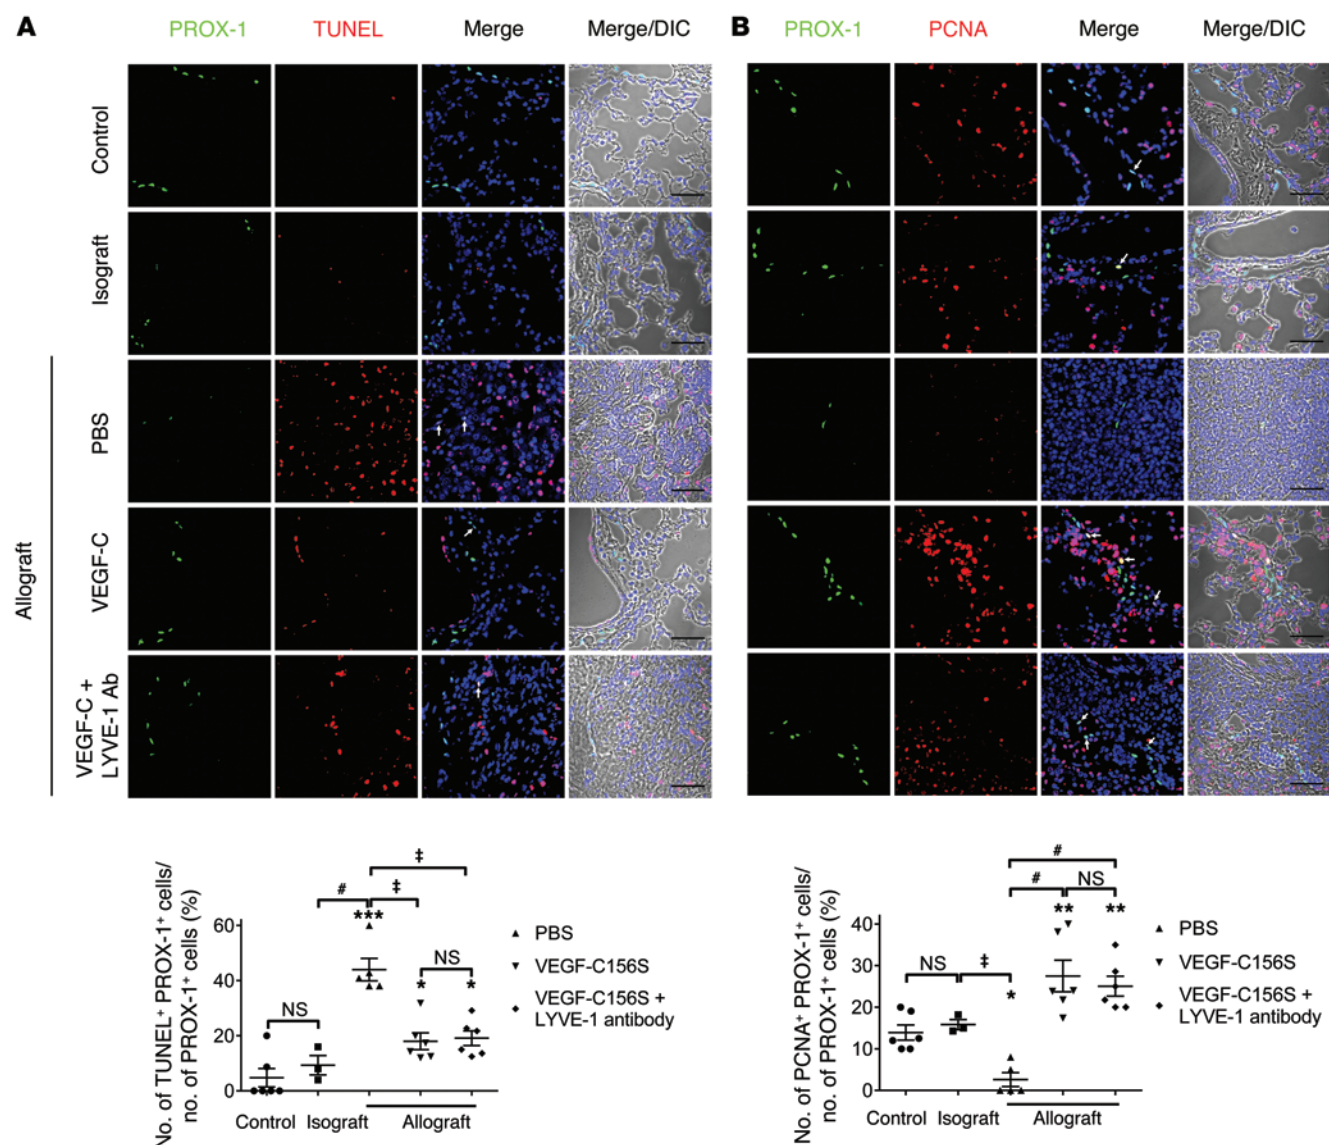 A
PROX-1 TUNEL Merge Merge/DIC
B
PROX-1 PCNA Merge Merge/DIC
Control
Isograft
Allograft
PBS
VEGF-C
VEGF-C +
LYVE-1 Ab
No. of TUNEL⁺ PROX-1⁺ cells/
no. of PROX-1⁺ cells (%)
60
40
20
0
NS
#
‡
‡
***
NS
*
*
Control Isograft Allograft
▲ PBS
▼ VEGF-C156S
◆ VEGF-C156S +
LYVE-1 antibody
No. of PCNA⁺ PROX-1⁺ cells/
no. of PROX-1⁺ cells (%)
40
30
20
10
0
NS
‡
#
#
NS
*
**
**
Control Isograft Allograft
▲ PBS
▼ VEGF-C156S
◆ VEGF-C156S +
LYVE-1 antibody